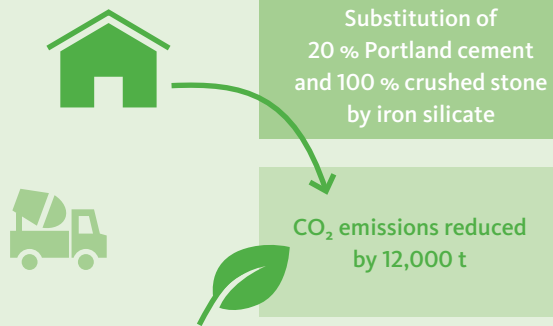 Substitution of
20 % Portland cement
and 100 % crushed stone
by iron silicate
CO₂ emissions reduced
by 12,000 t